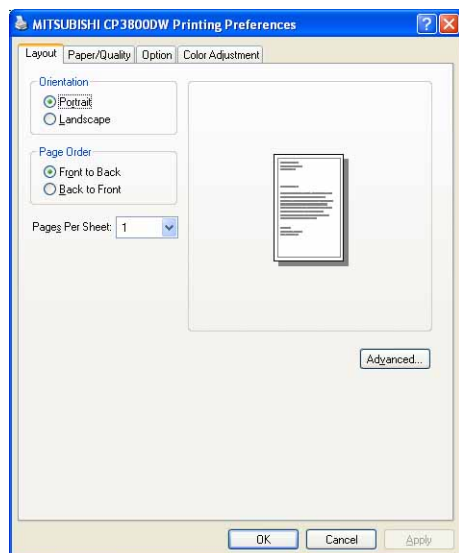 MITSUBISHI CP3800DW Printing Preferences
Layout Paper/Quality Option Color Adjustment
Orientation
Portrait
Landscape
Page Order
Front to Back
Back to Front
Pages Per Sheet: 1
Advanced...
OK Cancel Apply